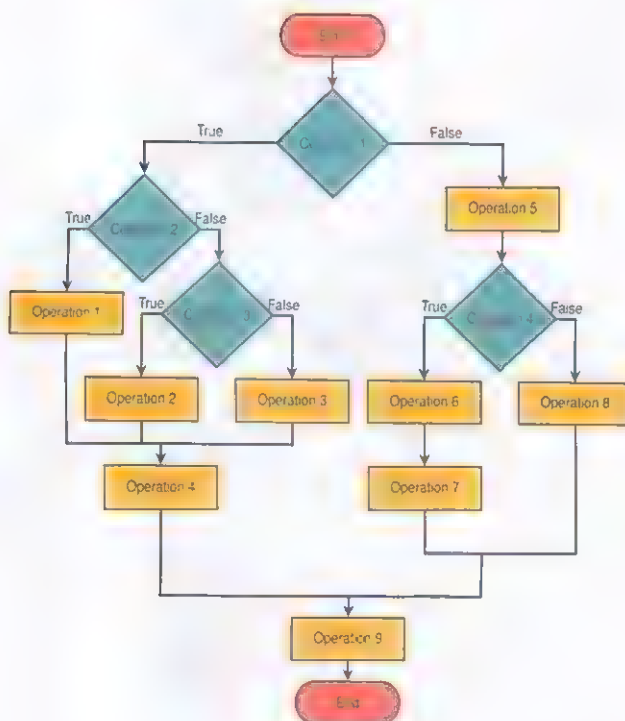 True
False
True
False
Operation 5
Operation 1
True
False
True
False
Operation 2
Operation 3
Operation 6
Operation 8
Operation 4
Operation 7
Operation 9
End